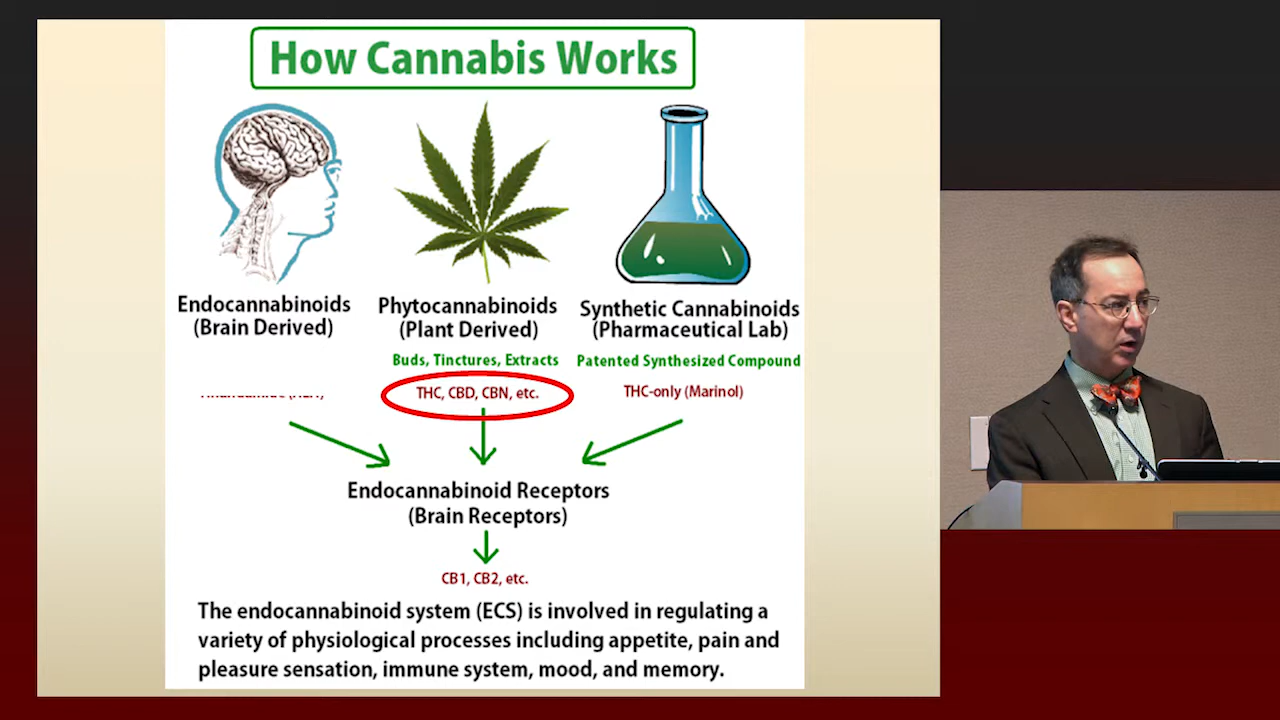 How Cannabis Works
Endocannabinoids
(Brain Derived)
Phytocannabinoids
(Plant Derived)
Buds, Tinctures, Extracts
THC, CBD, CBN, etc.
Synthetic Cannabinoids
(Pharmaceutical Lab)
Patented Synthesized Compound
THC-only (Marinol)
Endocannabinoid Receptors
(Brain Receptors)
CB1, CB2, etc.
The endocannabinoid system (ECS) is involved in regulating a
variety of physiological processes including appetite, pain and
pleasure sensation, immune system, mood, and memory.